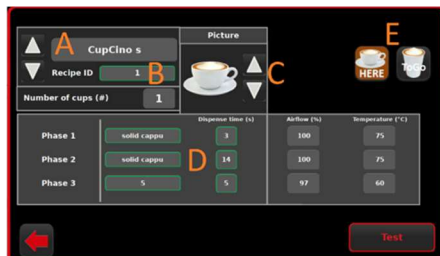 Picture
A
CupCino s
E
HERE
ToGo
Recipe ID
1
B
C
Number of cups (#)
1
Dispense time (s)
Airflow (%)
Temperature (°C)
Phase 1
solid cappu
3
100
75
Phase 2
solid cappu
D
14
100
75
Phase 3
5
5
97
60
Test